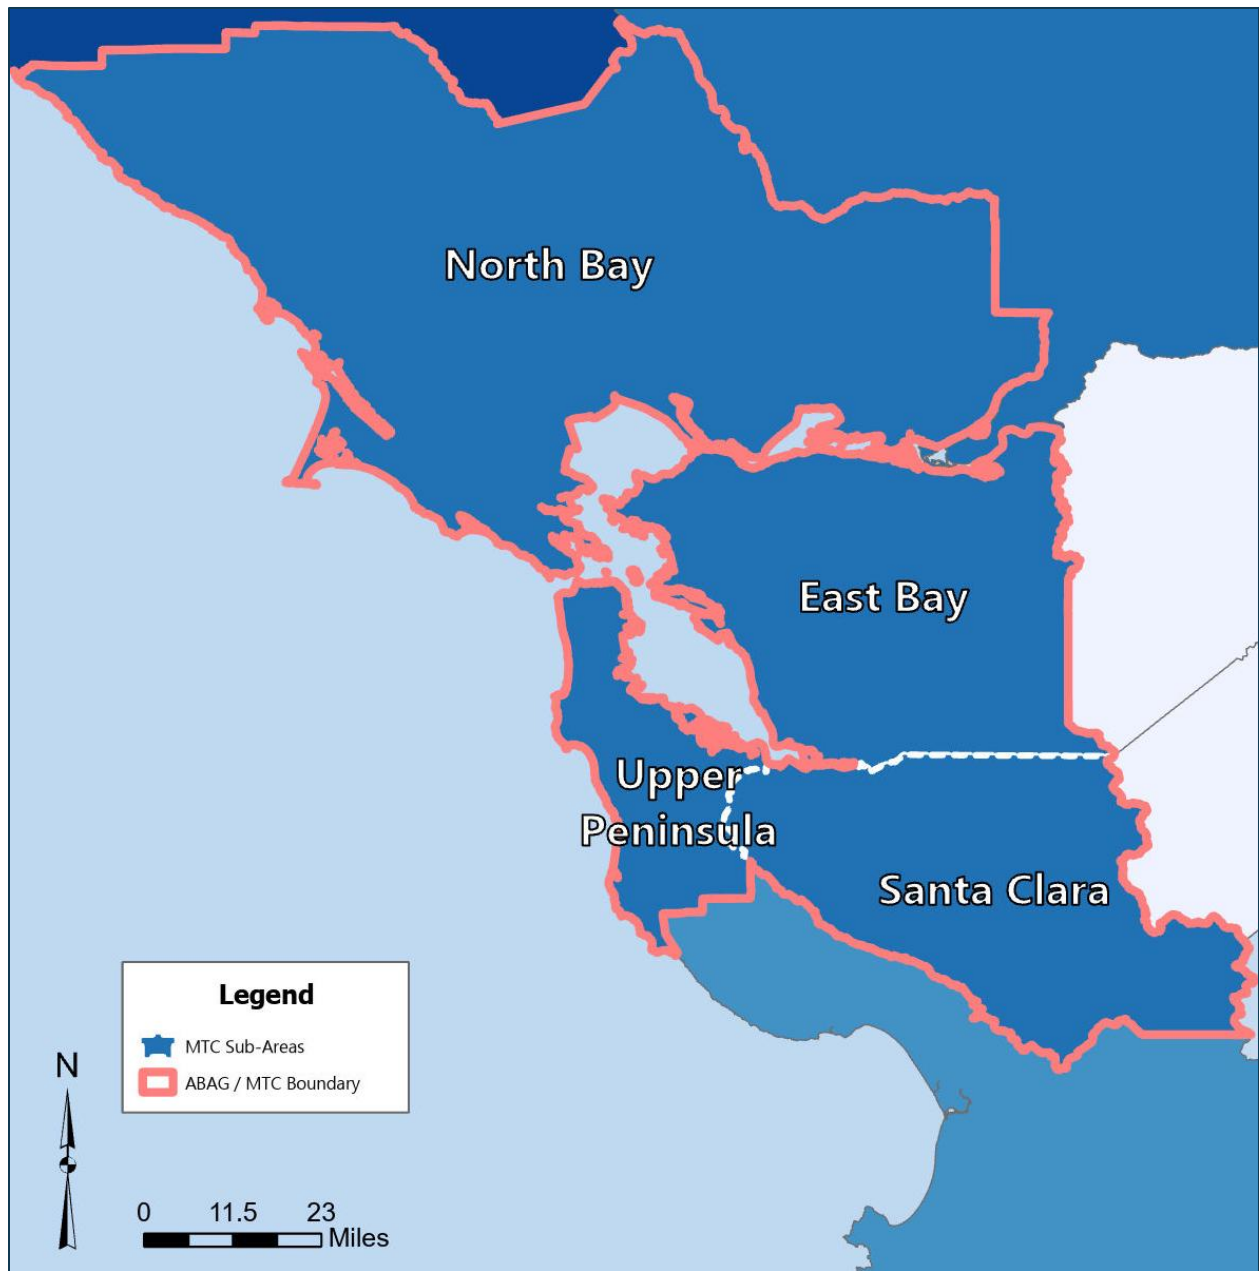 North Bay
East Bay
Upper
Peninsula
Santa Clara
Legend
MTC Sub-Areas
ABAG / MTC Boundary
N
0 11.5 23
Miles